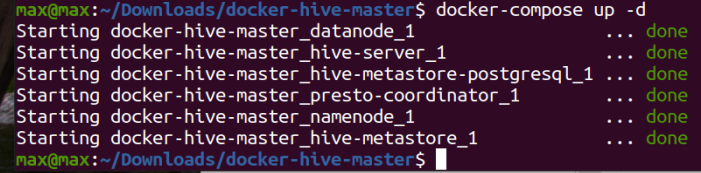 max@max:~/Downloads/docker-hive-master$ docker-compose up -d
Starting docker-hive-master_datanode_1 ... done
Starting docker-hive-master_hive-server_1 ... done
Starting docker-hive-master_hive-metastore-postgresql_1 ... done
Starting docker-hive-master_presto-coordinator_1 ... done
Starting docker-hive-master_namenode_1 ... done
Starting docker-hive-master_hive-metastore_1 ... done
max@max:~/Downloads/docker-hive-master$